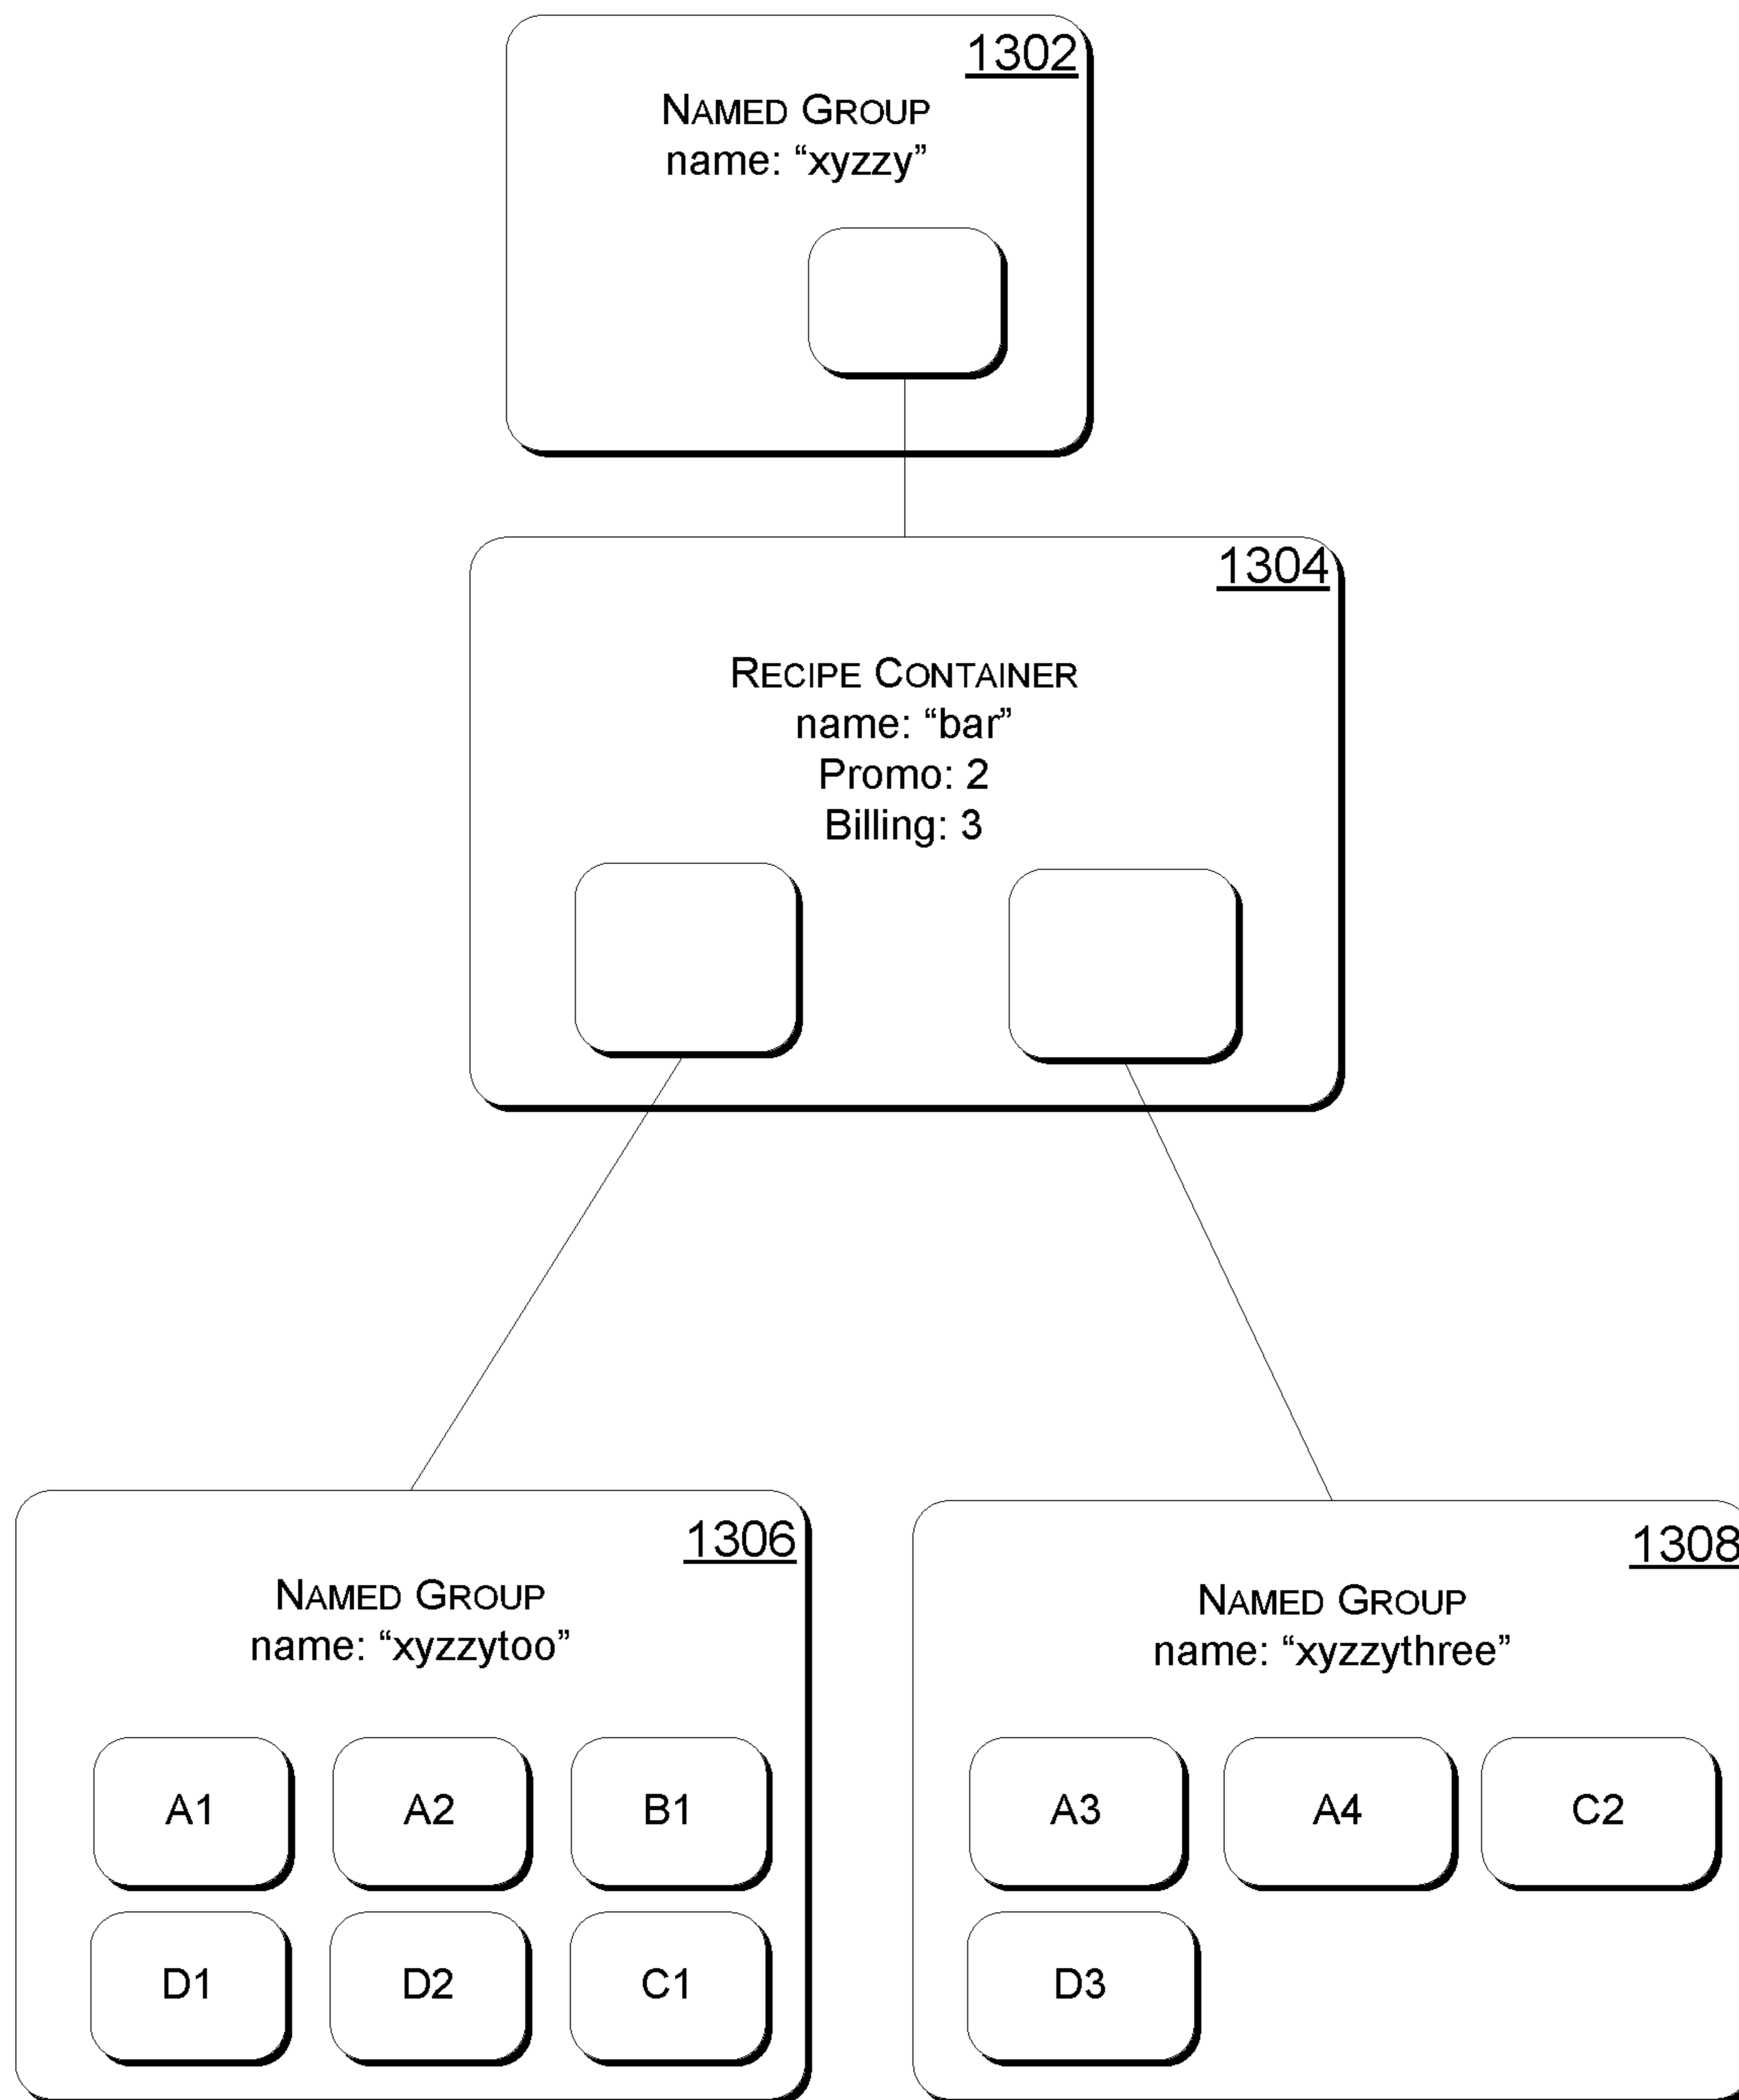 1302
NAMED GROUP
name: “xyzzy”
1304
RECIPE CONTAINER
name: “bar”
Promo: 2
Billing: 3
1306
NAMED GROUP
name: “xyzzytoo”
A1 A2 B1
D1 D2 C1
1308
NAMED GROUP
name: “xyzzythree”
A3 A4 C2
D3